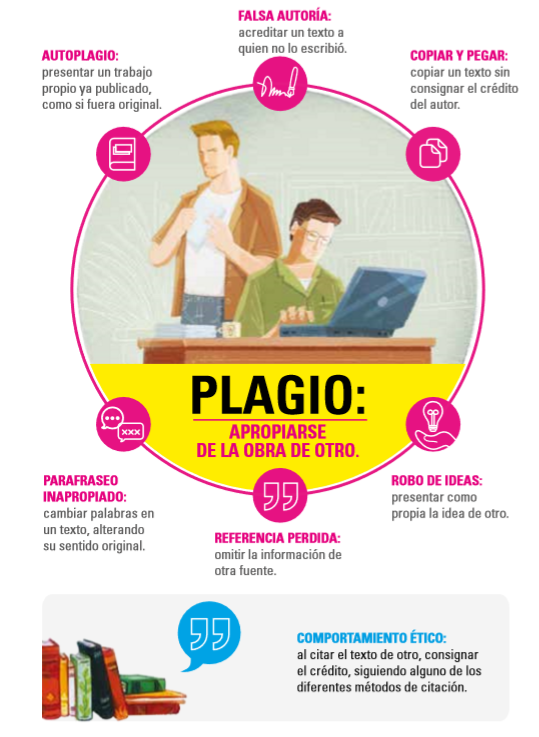 FALSA AUTORÍA:
acreditar un texto a
quien no lo escribió.
AUTOPLAGIO:
presentar un trabajo
propio ya publicado,
como si fuera original.
COPIAR Y PEGAR:
copiar un texto sin
consignar el crédito
del autor.
PLAGIO:
APROPIARSE
DE LA OBRA DE OTRO.
xxx
PARAFRASEO
INAPROPIADO:
cambiar palabras en
un texto, alterando
su sentido original.
REFERENCIA PERDIDA:
omitir la información de
otra fuente.
ROBO DE IDEAS:
presentar como
propia la idea de otro.
COMPORTAMIENTO ÉTICO:
al citar el texto de otro, consignar
el crédito, siguiendo alguno de los
diferentes métodos de citación.